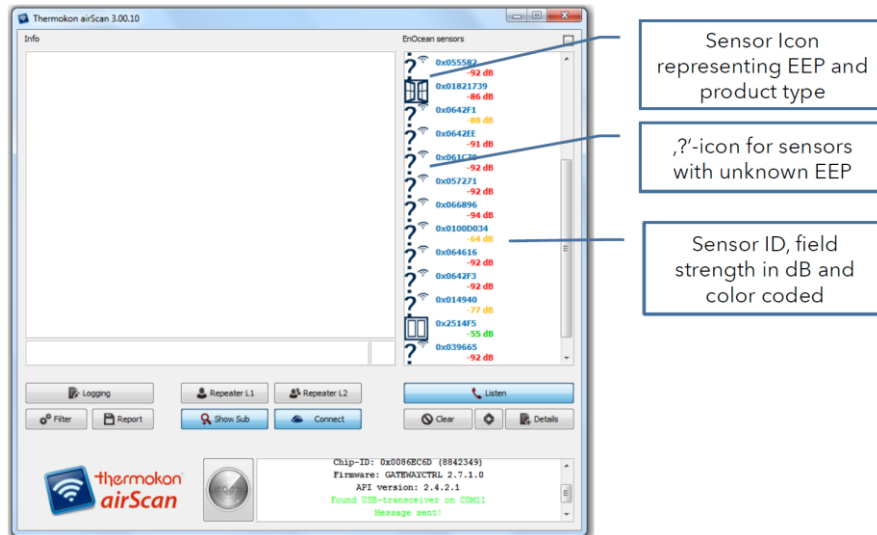 Thermokon airScan 3.00.10
Info
EnOcean sensors
? 0x055582
-92 dB
0x01821739
-86 dB
? 0x0642F1
-80 dB
? 0x0642EE
-91 dB
? 0x061C70
-92 dB
? 0x057271
-92 dB
? 0x066896
-94 dB
? 0x0100D034
-64 dB
? 0x064616
-92 dB
? 0x0642F3
-92 dB
? 0x014940
-77 dB
0x2514F5
-55 dB
? 0x039665
-92 dB
Sensor Icon
representing EEP and
product type
‚?‘-icon for sensors
with unknown EEP
Sensor ID, field
strength in dB and
color coded
Logging
Repeater L1
Repeater L2
Listen
Filter
Report
Show Sub
Connect
Clear
Details
thermokon®
airScan
Chip-ID: 0x0086EC6D (8842349)
Firmware: GATEWAYCTRL 2.7.1.0
API version: 2.4.2.1
Found USB-transceiver on COM11
Message sent!